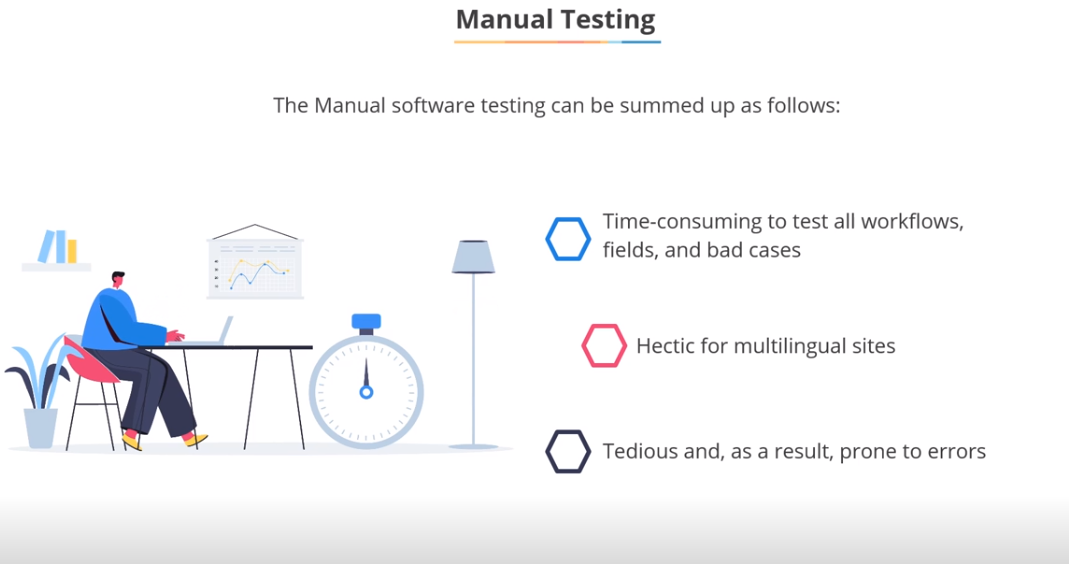 Manual Testing
The Manual software testing can be summed up as follows:
Time-consuming to test all workflows,
fields, and bad cases
Hectic for multilingual sites
Tedious and, as a result, prone to errors